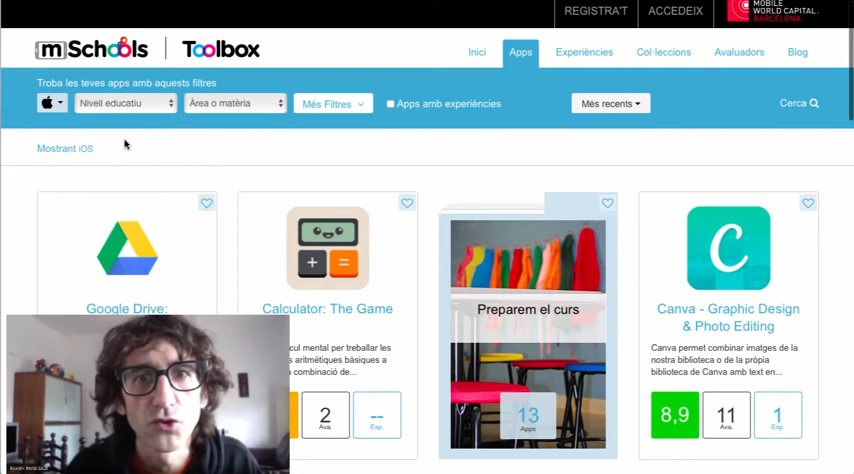 REGISTRA'T
ACCEDEIX
MOBILE
WORLD CAPITAL
BARCELONA
mSchools
Toolbox
Inici
Apps
Experiències
Col·leccions
Avaluadors
Blog
Troba les teves apps amb aquests filtres
Nivell educatiu
Àrea o matèria
Més Filtres
Apps amb experiències
Més recents
Cerca
Mostrant iOS
Google Drive:
Calculator: The Game
cul mental per treballar les
s aritmètiques bàsiques a
combinació de...
2
Ava.
--
Exp.
Preparem el curs
13
Apps
Canva - Graphic Design
& Photo Editing
Canva permet combinar imatges de la
nostra biblioteca o de la pròpia
biblioteca de Canva amb text en...
8,9
11
Ava.
1
Exp.